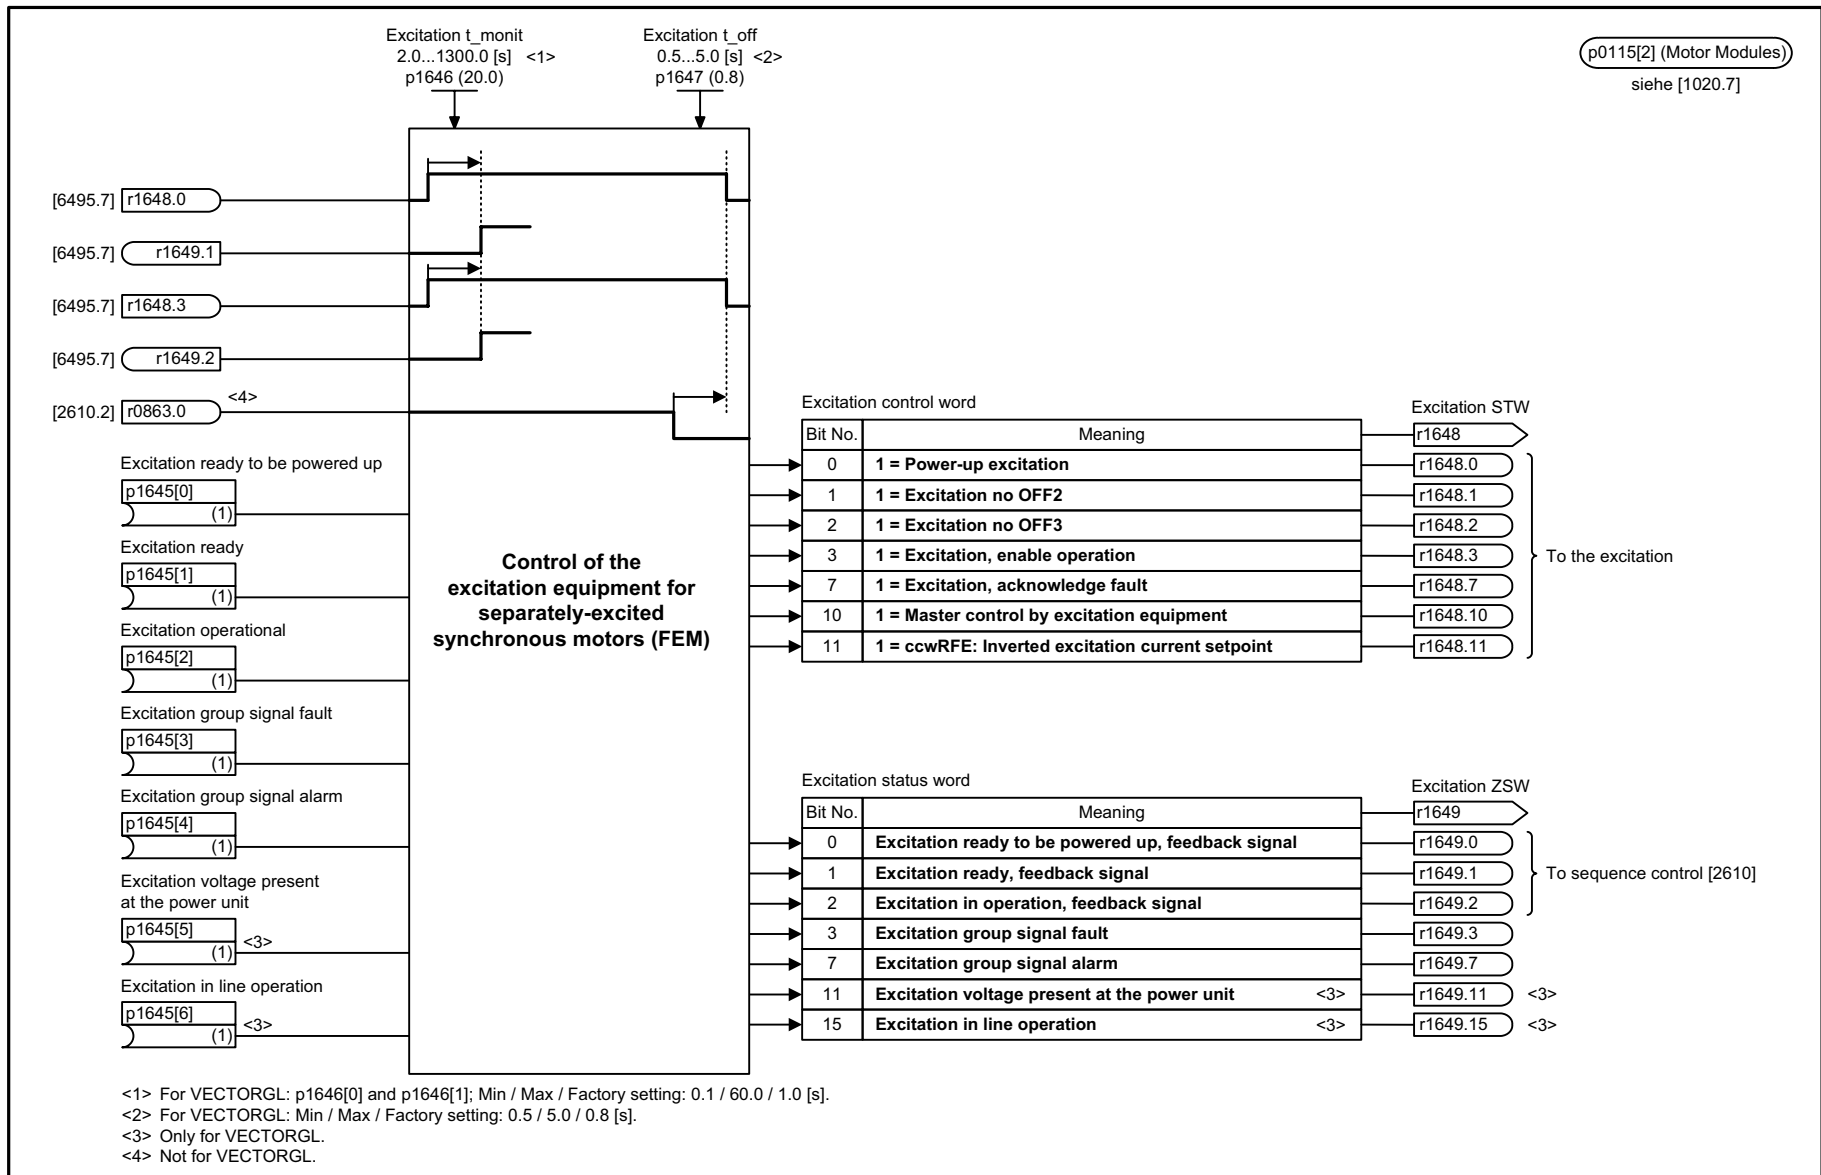 Excitation t_monit
2.0...1300.0 [s] <1>
p1646 (20.0)
Excitation t_off
0.5...5.0 [s] <2>
p1647 (0.8)
p0115[2] (Motor Modules)
siehe [1020.7]
[6495.7] r1648.0
[6495.7] r1649.1
[6495.7] r1648.3
[6495.7] r1649.2
[2610.2] r0863.0 <4>
Excitation ready to be powered up
p1645[0]
(1)
Excitation ready
p1645[1]
(1)
Excitation operational
p1645[2]
(1)
Excitation group signal fault
p1645[3]
(1)
Excitation group signal alarm
p1645[4]
(1)
Excitation voltage present
at the power unit
p1645[5]
(1) <3>
Excitation in line operation
p1645[6]
(1) <3>
Control of the
excitation equipment for
separately-excited
synchronous motors (FEM)
Excitation control word
Excitation STW
Bit No. Meaning r1648
0 1 = Power-up excitation r1648.0
1 1 = Excitation no OFF2 r1648.1
2 1 = Excitation no OFF3 r1648.2
3 1 = Excitation, enable operation r1648.3
7 1 = Excitation, acknowledge fault r1648.7
10 1 = Master control by excitation equipment r1648.10
11 1 = ccwRFE: Inverted excitation current setpoint r1648.11
To the excitation
Excitation status word
Excitation ZSW
Bit No. Meaning r1649
0 Excitation ready to be powered up, feedback signal r1649.0
1 Excitation ready, feedback signal r1649.1
2 Excitation in operation, feedback signal r1649.2
To sequence control [2610]
3 Excitation group signal fault r1649.3
7 Excitation group signal alarm r1649.7
11 Excitation voltage present at the power unit <3> r1649.11 <3>
15 Excitation in line operation <3> r1649.15 <3>
<1> For VECTORGL: p1646[0] and p1646[1]; Min / Max / Factory setting: 0.1 / 60.0 / 1.0 [s].
<2> For VECTORGL: Min / Max / Factory setting: 0.5 / 5.0 / 0.8 [s].
<3> Only for VECTORGL.
<4> Not for VECTORGL.